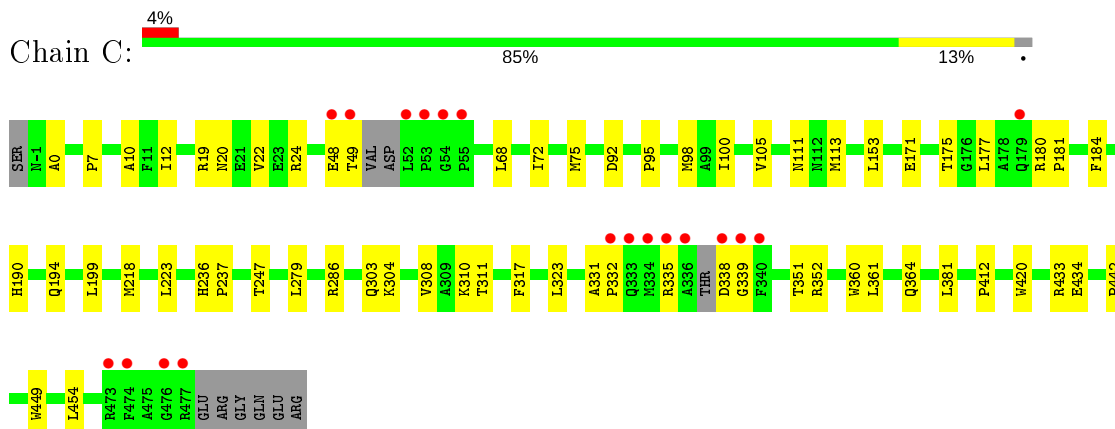 4%
Chain C:
85%
13%
•
SER
N-1
A0
P7
A10
F11
I12
R19
N20
E21
V22
E23
R24
E48
T49
VAL
ASP
L52
P53
G54
P55
L68
I72
M75
D92
P95
M98
A99
I100
V105
N111
N112
M113
L153
E171
T175
G176
L177
A178
Q179
R180
P181
F184
H190
Q194
L199
M218
L223
H236
P237
T247
L279
R286
Q303
K304
V308
A309
K310
T311
F317
L323
A331
P332
Q333
M334
R335
A336
THR
D338
G339
F340
T351
R352
W360
L361
Q364
L381
P412
W420
R433
E434
W449
L454
R473
F474
A475
G476
R477
GLU
ARG
GLY
GLN
GLU
ARG